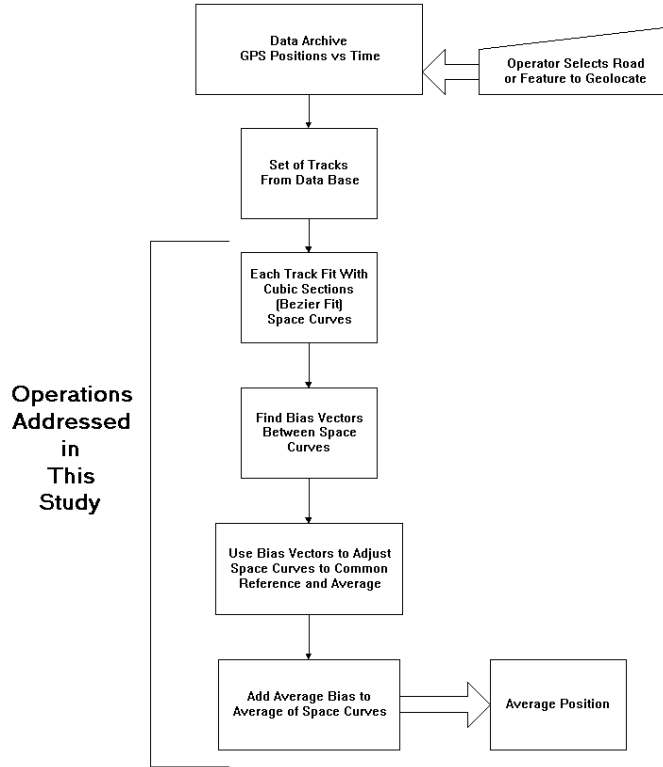 Data Archive
GPS Positions vs Time
Operator Selects Road
or Feature to Geolocate
Set of Tracks
From Data Base
Each Track Fit With
Cubic Sections
(Bezier Fit)
Space Curves
Operations
Addressed
in
This
Study
Find Bias Vectors
Between Space
Curves
Use Bias Vectors to Adjust
Space Curves to Common
Reference and Average
Add Average Bias to
Average of Space Curves
Average Position